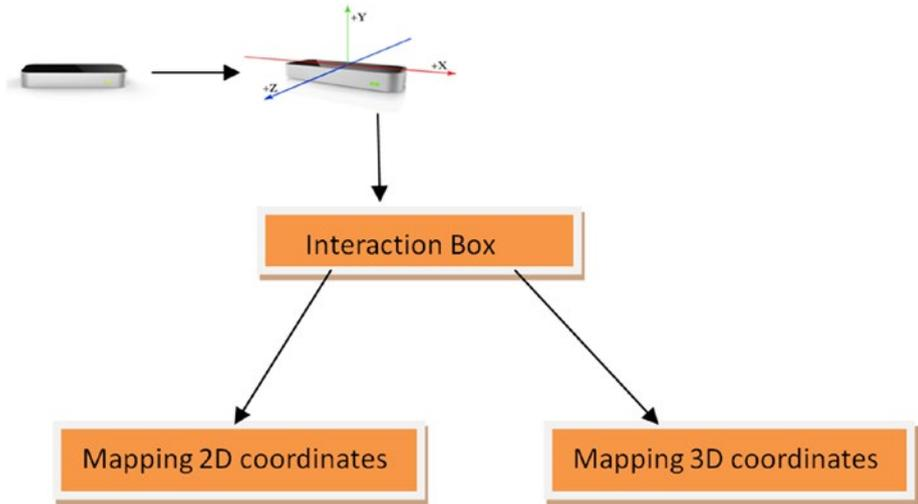 +Y
+X
+Z
Interaction Box
Mapping 2D coordinates
Mapping 3D coordinates